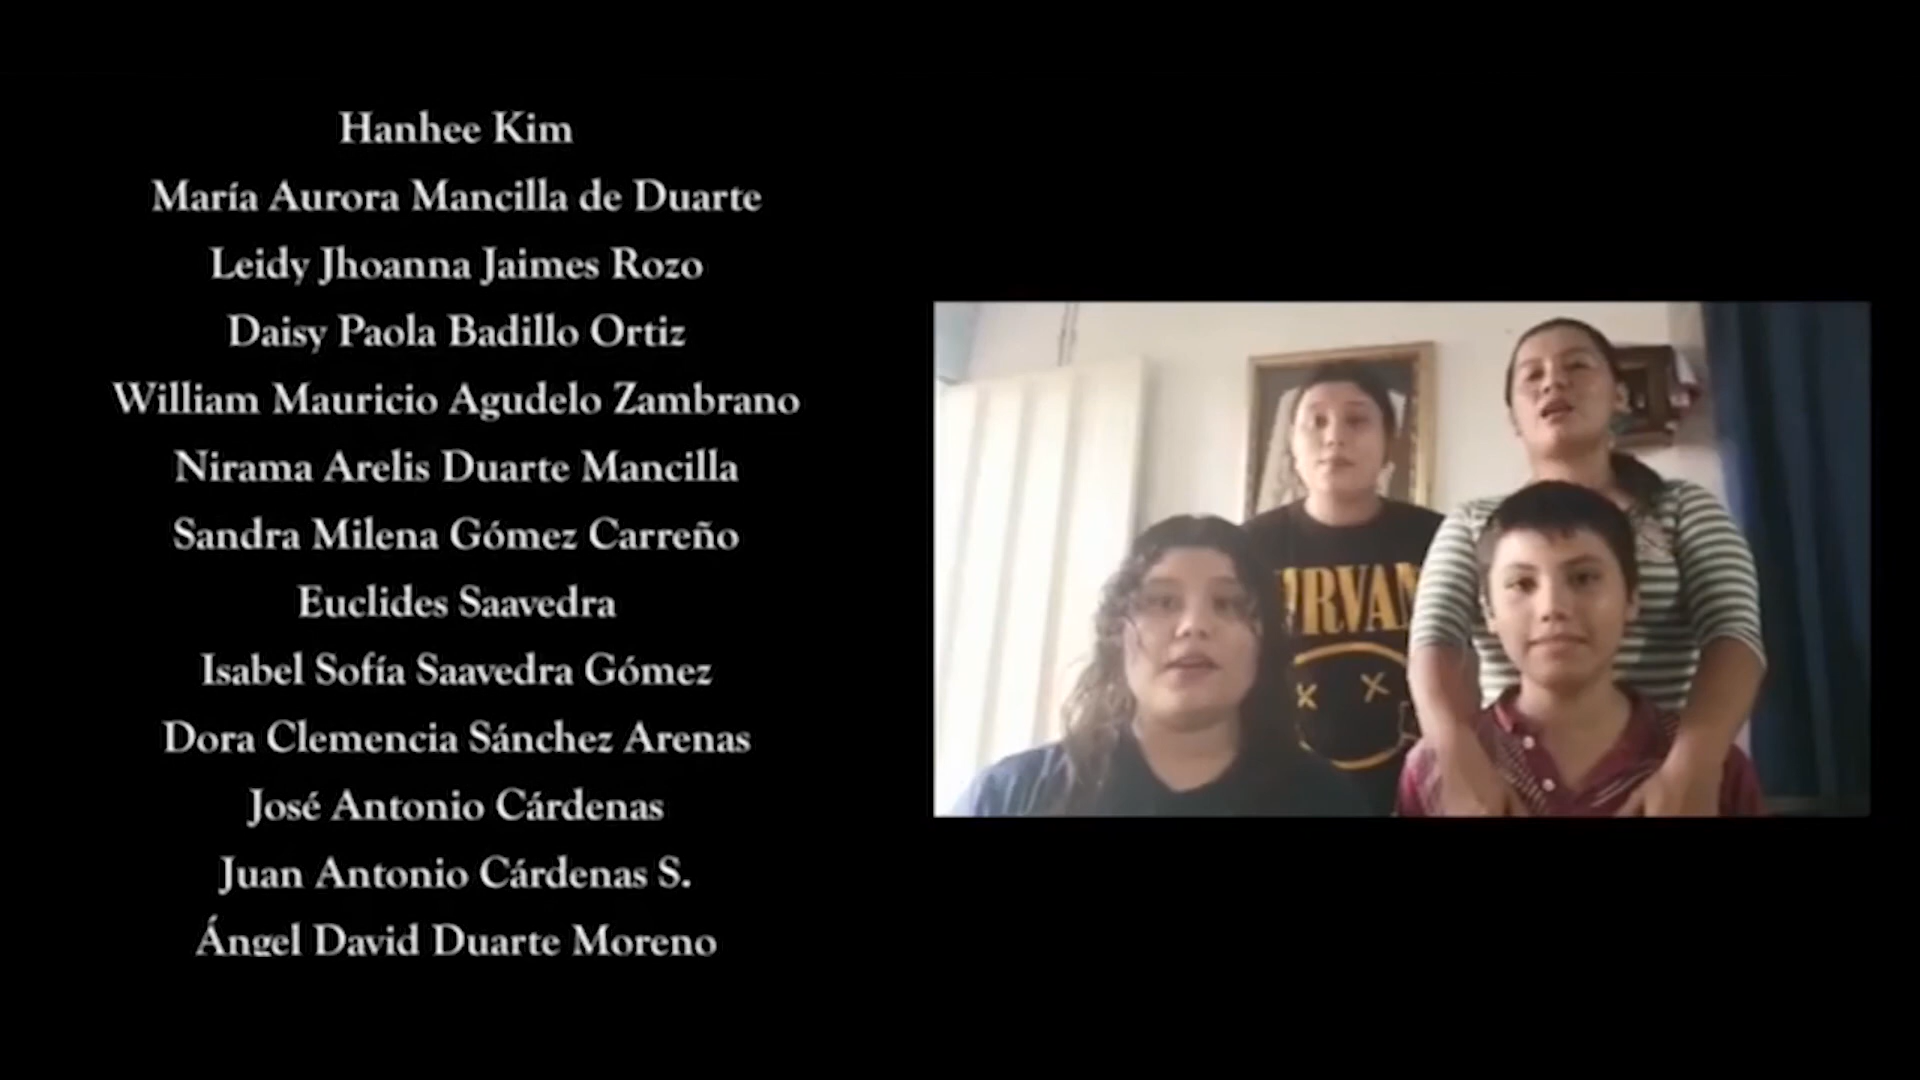 Hanhee Kim
María Aurora Mancilla de Duarte
Leidy Jhoanna Jaimes Rozo
Daisy Paola Badillo Ortiz
William Mauricio Agudelo Zambrano
Nirama Arelis Duarte Mancilla
Sandra Milena Gómez Carreño
Euclides Saavedra
Isabel Sofía Saavedra Gómez
Dora Clemencia Sánchez Arenas
José Antonio Cárdenas
Juan Antonio Cárdenas S.
Ángel David Duarte Moreno
IRVAN